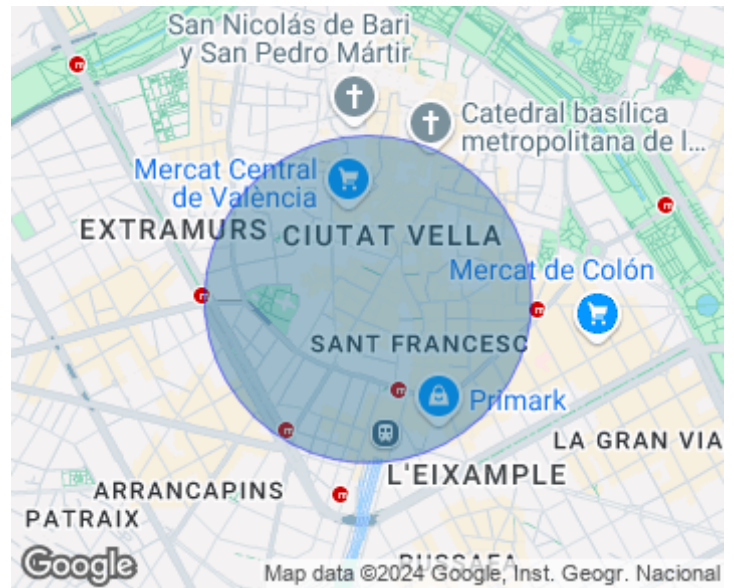 San Nicolás de Bari
y San Pedro Mártir
Catedral basílica
metropolitana de l...
Mercat Central
de València
EXTRAMURS
CIUTAT VELLA
Mercat de Colón
SANT FRANCESC
Primark
LA GRAN VIA
L'EIXAMPLE
ARRANCAPINS
PATRAIX
RUSSAFA
Google
Map data ©2024 Google, Inst. Geogr. Nacional